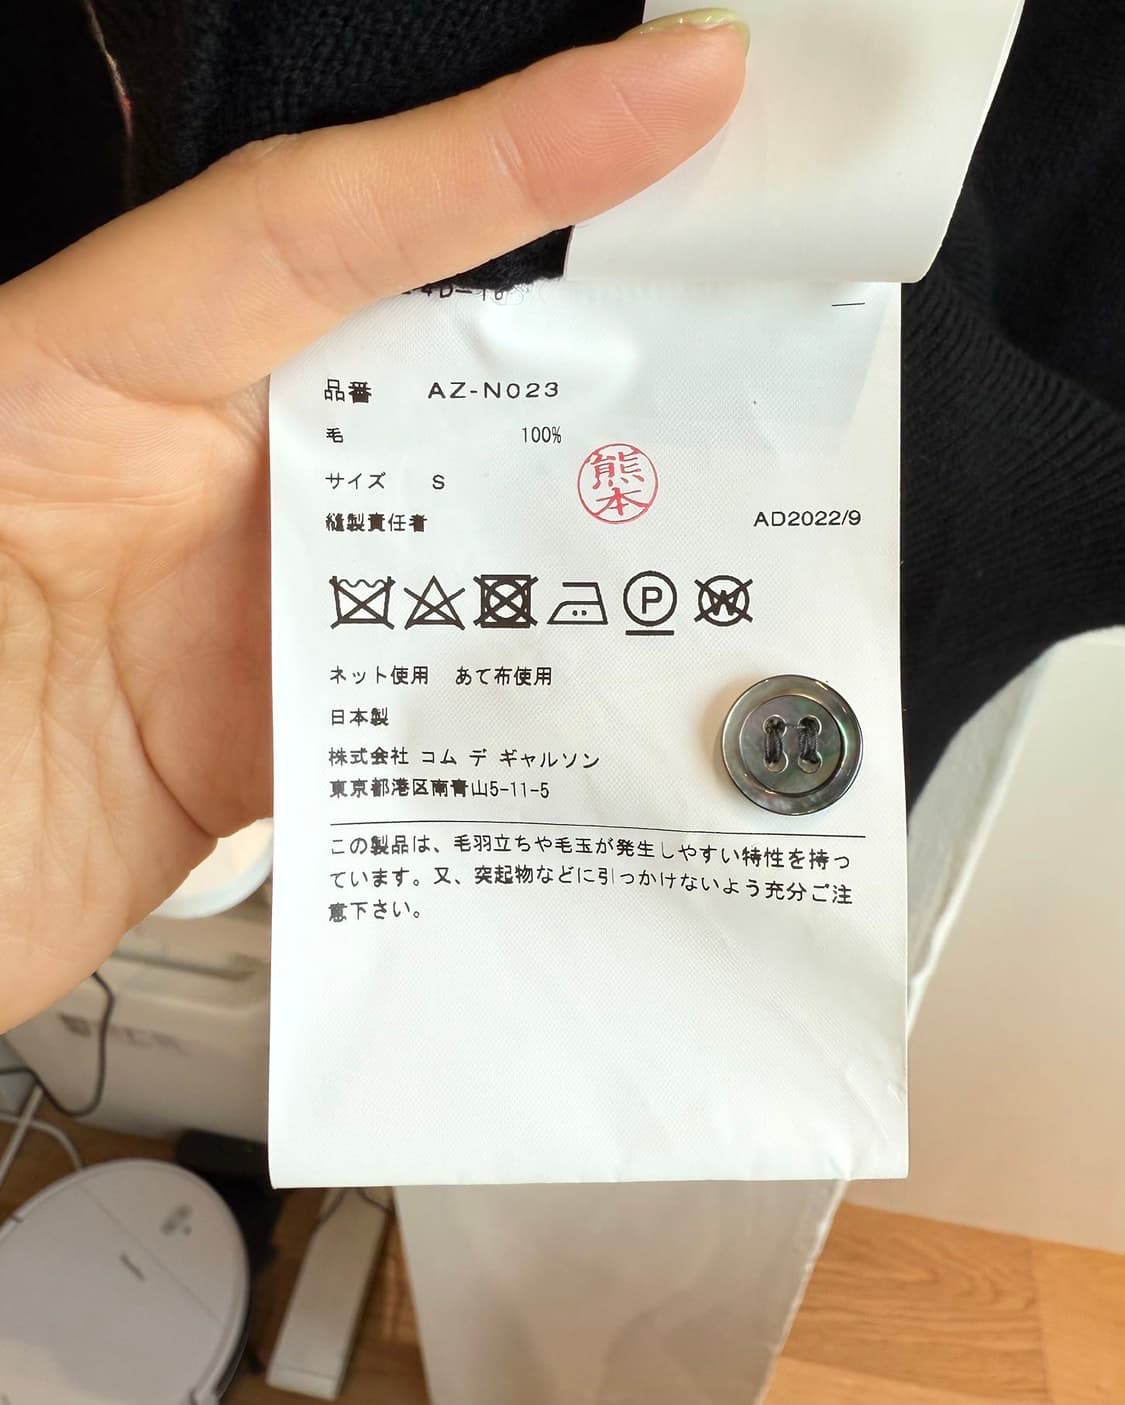 品番 AZ-N023
毛 100%
サイズ S
熊本
縫製責任者 AD2022/9
P W
ネット使用 あて布使用
日本製
株式会社 コム デ ギャルソン
東京都港区南青山5-11-5
この製品は、毛羽立ちや毛玉が発生しやすい特性を持っ
ています。又、突起物などに引っかけないよう充分ご注
意下さい。